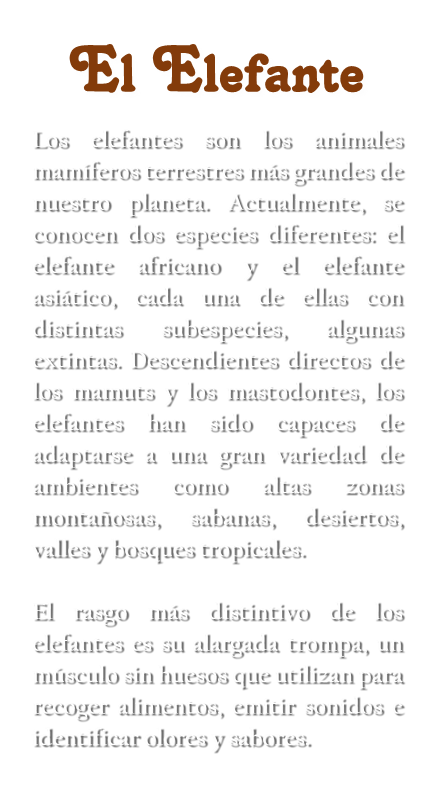 El Elefante
Los elefantes son los animales
mamíferos terrestres más grandes de
nuestro planeta. Actualmente, se
conocen dos especies diferentes: el
elefante africano y el elefante
asiático, cada una de ellas con
distintas subespecies, algunas
extintas. Descendientes directos de
los mamuts y los mastodontes, los
elefantes han sido capaces de
adaptarse a una gran variedad de
ambientes como altas zonas
montañosas, sabanas, desiertos,
valles y bosques tropicales.
El rasgo más distintivo de los
elefantes es su alargada trompa, un
músculo sin huesos que utilizan para
recoger alimentos, emitir sonidos e
identificar olores y sabores.